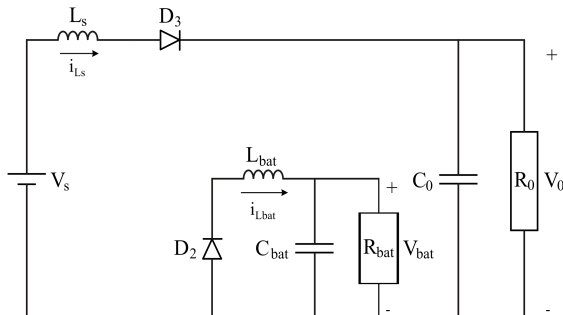 Ls
D3
iLs
+
Vs
Lbat
iLbat
+
C0
R0
V0
D2
Cbat
Rbat
Vbat
-
-